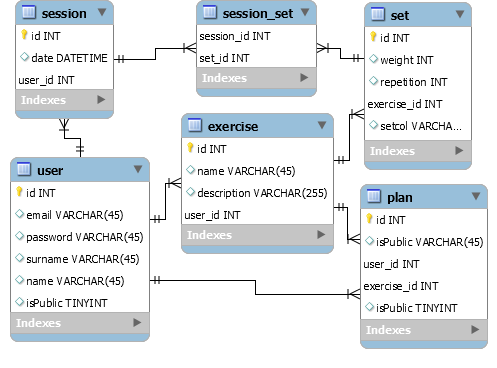 session
id INT
date DATETIME
user_id INT
Indexes
session_set
session_id INT
set_id INT
Indexes
set
id INT
weight INT
repetition INT
exercise_id INT
setcol VARCHA...
Indexes
exercise
id INT
name VARCHAR(45)
description VARCHAR(255)
user_id INT
Indexes
user
id INT
email VARCHAR(45)
password VARCHAR(45)
surname VARCHAR(45)
name VARCHAR(45)
isPublic TINYINT
Indexes
plan
id INT
isPublic VARCHAR(45)
user_id INT
exercise_id INT
isPublic TINYINT
Indexes